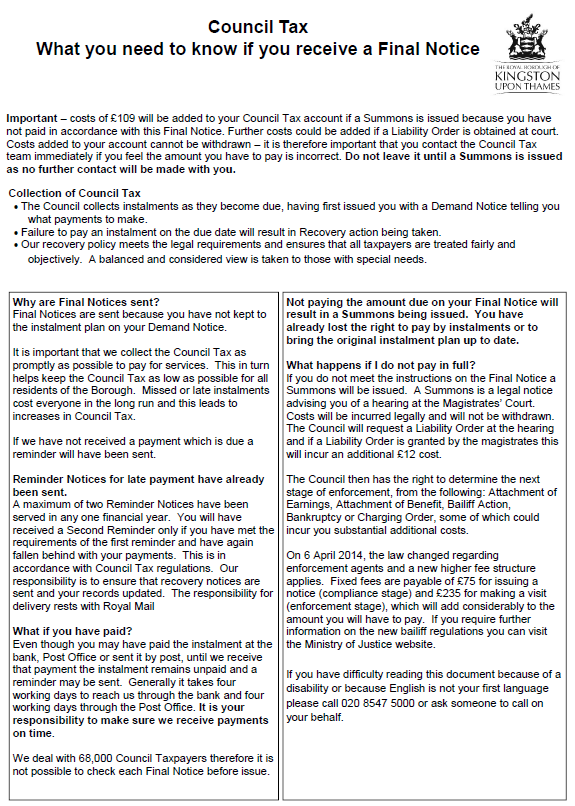 Council Tax
What you need to know if you receive a Final Notice
THE ROYAL BOROUGH OF
KINGSTON
UPON THAMES
Important – costs of £109 will be added to your Council Tax account if a Summons is issued because you have
not paid in accordance with this Final Notice. Further costs could be added if a Liability Order is obtained at court.
Costs added to your account cannot be withdrawn – it is therefore important that you contact the Council Tax
team immediately if you feel the amount you have to pay is incorrect. Do not leave it until a Summons is issued
as no further contact will be made with you.
Collection of Council Tax
• The Council collects instalments as they become due, having first issued you with a Demand Notice telling you
what payments to make.
• Failure to pay an instalment on the due date will result in Recovery action being taken.
• Our recovery policy meets the legal requirements and ensures that all taxpayers are treated fairly and
objectively. A balanced and considered view is taken to those with special needs.
Why are Final Notices sent?
Final Notices are sent because you have not kept to
the instalment plan on your Demand Notice.
It is important that we collect the Council Tax as
promptly as possible to pay for services. This in turn
helps keep the Council Tax as low as possible for all
residents of the Borough. Missed or late instalments
cost everyone in the long run and this leads to
increases in Council Tax.
If we have not received a payment which is due a
reminder will have been sent.
Reminder Notices for late payment have already
been sent.
A maximum of two Reminder Notices have been
served in any one financial year. You will have
received a Second Reminder only if you have met the
requirements of the first reminder and have again
fallen behind with your payments. This is in
accordance with Council Tax regulations. Our
responsibility is to ensure that recovery notices are
sent and your records updated. The responsibility for
delivery rests with Royal Mail
What if you have paid?
Even though you may have paid the instalment at the
bank, Post Office or sent it by post, until we receive
that payment the instalment remains unpaid and a
reminder may be sent. Generally it takes four
working days to reach us through the bank and four
working days through the Post Office. It is your
responsibility to make sure we receive payments
on time.
We deal with 68,000 Council Taxpayers therefore it is
not possible to check each Final Notice before issue.
Not paying the amount due on your Final Notice will
result in a Summons being issued. You have
already lost the right to pay by instalments or to
bring the original instalment plan up to date.
What happens if I do not pay in full?
If you do not meet the instructions on the Final Notice a
Summons will be issued. A Summons is a legal notice
advising you of a hearing at the Magistrates' Court.
Costs will be incurred legally and will not be withdrawn.
The Council will request a Liability Order at the hearing
and if a Liability Order is granted by the magistrates this
will incur an additional £12 cost.
The Council then has the right to determine the next
stage of enforcement, from the following: Attachment of
Earnings, Attachment of Benefit, Bailiff Action,
Bankruptcy or Charging Order, some of which could
incur you substantial additional costs.
On 6 April 2014, the law changed regarding
enforcement agents and a new higher fee structure
applies. Fixed fees are payable of £75 for issuing a
notice (compliance stage) and £235 for making a visit
(enforcement stage), which will add considerably to the
amount you will have to pay. If you require further
information on the new bailiff regulations you can visit
the Ministry of Justice website.
If you have difficulty reading this document because of a
disability or because English is not your first language
please call 020 8547 5000 or ask someone to call on
your behalf.